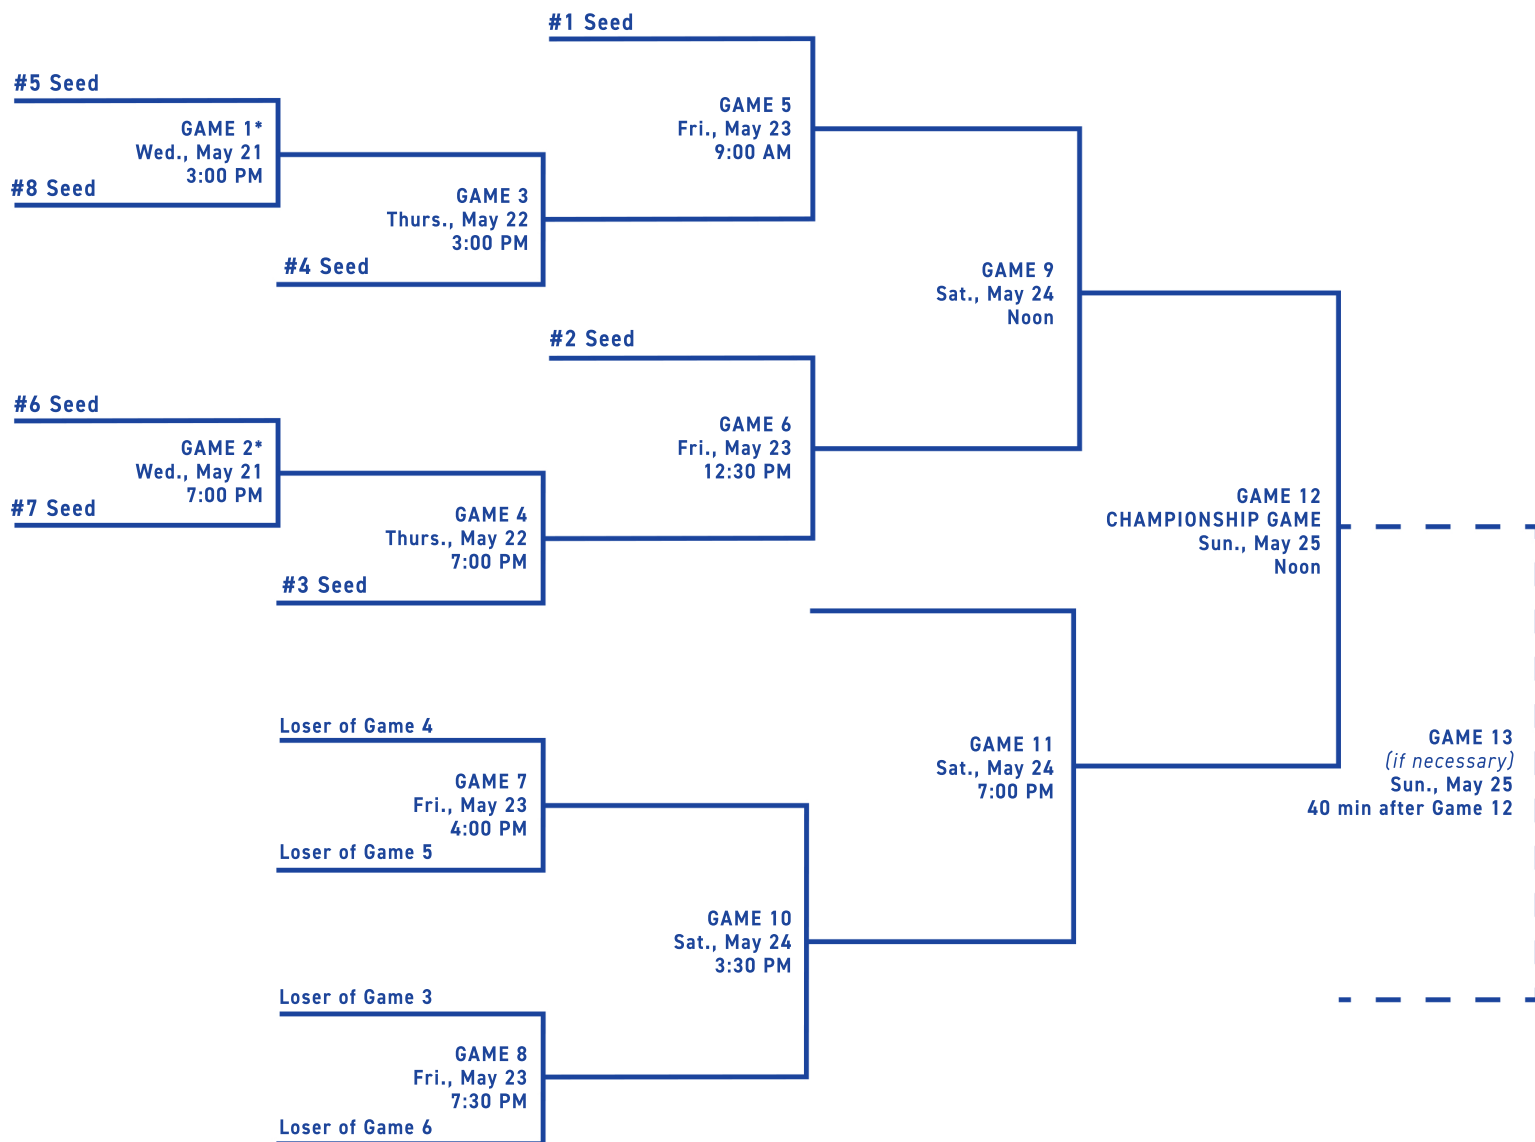 #1 Seed
#5 Seed
GAME 1*
Wed., May 21
3:00 PM
#8 Seed
GAME 5
Fri., May 23
9:00 AM
GAME 3
Thurs., May 22
3:00 PM
#4 Seed
GAME 9
Sat., May 24
Noon
#2 Seed
#6 Seed
GAME 2*
Wed., May 21
7:00 PM
#7 Seed
GAME 6
Fri., May 23
12:30 PM
GAME 4
Thurs., May 22
7:00 PM
#3 Seed
GAME 12
CHAMPIONSHIP GAME
Sun., May 25
Noon
Loser of Game 4
GAME 7
Fri., May 23
4:00 PM
Loser of Game 5
GAME 11
Sat., May 24
7:00 PM
GAME 13
(if necessary)
Sun., May 25
40 min after Game 12
GAME 10
Sat., May 24
3:30 PM
Loser of Game 3
GAME 8
Fri., May 23
7:30 PM
Loser of Game 6